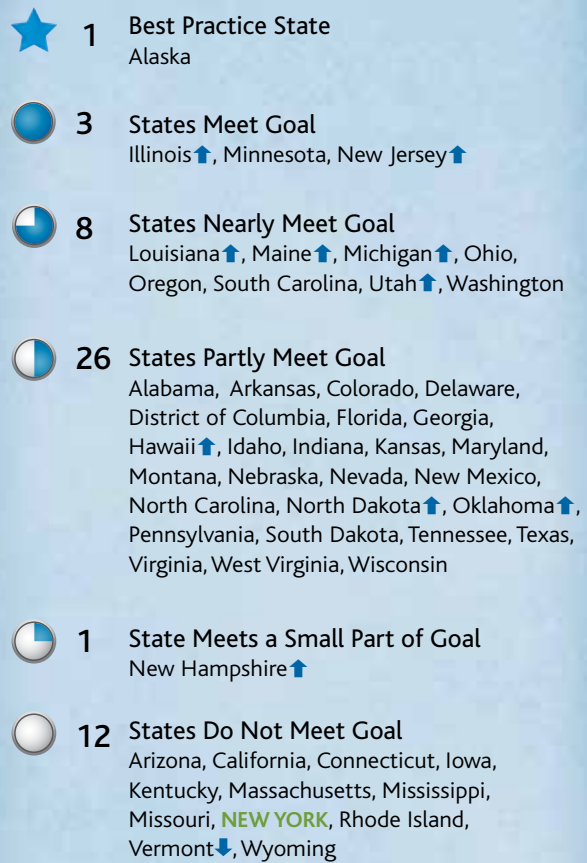 1 Best Practice State
Alaska
3 States Meet Goal
Illinois⬆, Minnesota, New Jersey⬆
8 States Nearly Meet Goal
Louisiana⬆, Maine⬆, Michigan⬆, Ohio,
Oregon, South Carolina, Utah⬆, Washington
26 States Partly Meet Goal
Alabama, Arkansas, Colorado, Delaware,
District of Columbia, Florida, Georgia,
Hawaii⬆, Idaho, Indiana, Kansas, Maryland,
Montana, Nebraska, Nevada, New Mexico,
North Carolina, North Dakota⬆, Oklahoma⬆,
Pennsylvania, South Dakota, Tennessee, Texas,
Virginia, West Virginia, Wisconsin
1 State Meets a Small Part of Goal
New Hampshire⬆
12 States Do Not Meet Goal
Arizona, California, Connecticut, Iowa,
Kentucky, Massachusetts, Mississippi,
Missouri, NEW YORK, Rhode Island,
Vermont⬇, Wyoming